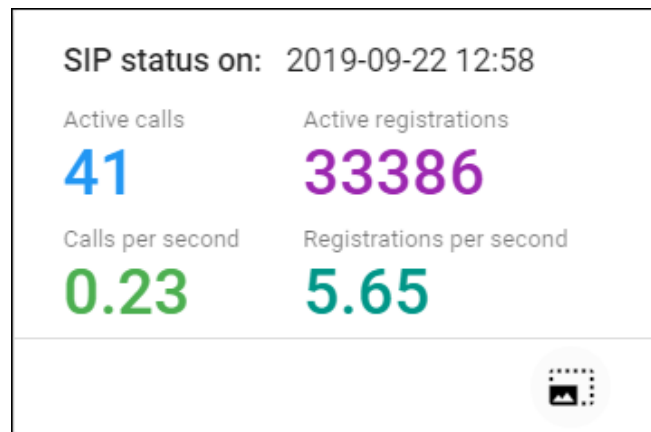 SIP status on: 2019-09-22 12:58
Active calls Active registrations
41 33386
Calls per second Registrations per second
0.23 5.65